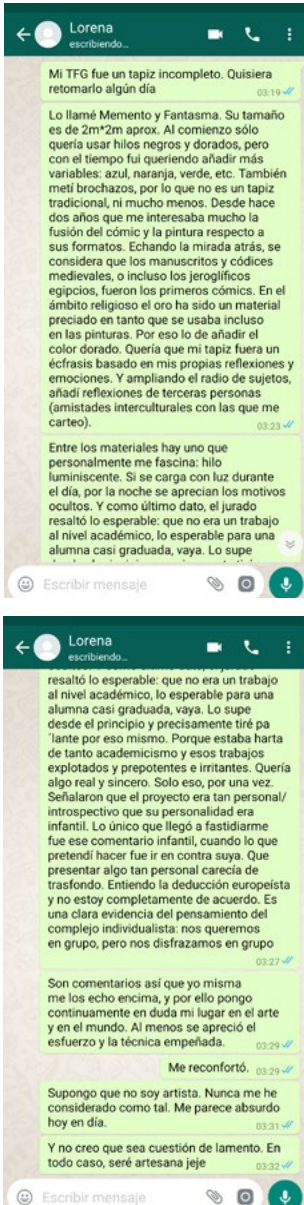 Lorena
escribiendo...
Mi TFG fue un tapiz incompleto. Quisiera
retomarlo algún día
03:19
Lo llamé Memento y Fantasma. Su tamaño
es de 2m*2m aprox. Al comienzo sólo
quería usar hilos negros y dorados, pero
con el tiempo fui queriendo añadir más
variables: azul, naranja, verde, etc. También
metí brochazos, por lo que no es un tapiz
tradicional, ni mucho menos. Desde hace
dos años que me interesaba mucho la
fusión del cómic y la pintura respecto a
sus formatos. Echando la mirada atrás, se
considera que los manuscritos y códices
medievales, o incluso los jeroglíficos
egipcios, fueron los primeros cómics. En el
ámbito religioso el oro ha sido un material
preciado en tanto que se usaba incluso
en las pinturas. Por eso lo de añadir el
color dorado. Quería que mi tapiz fuera un
écfrasis basado en mis propias reflexiones y
emociones. Y ampliando el radio de sujetos,
añadí reflexiones de terceras personas
(amistades interculturales con las que me
carteo).
03:23
Entre los materiales hay uno que
personalmente me fascina: hilo
luminiscente. Si se carga con luz durante
el día, por la noche se aprecian los motivos
ocultos. Y como último dato, el jurado
resaltó lo esperable: que no era un trabajo
al nivel académico, lo esperable para una
alumna casi graduada, vaya. Lo supe
Escribir mensaje
Lorena
escribiendo...
resaltó lo esperable: que no era un trabajo
al nivel académico, lo esperable para una
alumna casi graduada, vaya. Lo supe
desde el principio y precisamente tiré pa
´lante por eso mismo. Porque estaba harta
de tanto academicismo y esos trabajos
explotados y prepotentes e irritantes. Quería
algo real y sincero. Solo eso, por una vez.
Señalaron que el proyecto era tan personal/
introspectivo que su personalidad era
infantil. Lo único que llegó a fastidiarme
fue ese comentario infantil, cuando lo que
pretendí hacer fue ir en contra suya. Que
presentar algo tan personal carecía de
trasfondo. Entiendo la deducción europeísta
y no estoy completamente de acuerdo. Es
una clara evidencia del pensamiento del
complejo individualista: nos queremos
en grupo, pero nos disfrazamos en grupo
03:27
Son comentarios así que yo misma
me los echo encima, y por ello pongo
continuamente en duda mi lugar en el arte
y en el mundo. Al menos se apreció el
esfuerzo y la técnica empeñada.
03:29
Me reconfortó.
03:29
Supongo que no soy artista. Nunca me he
considerado como tal. Me parece absurdo
hoy en día.
03:31
Y no creo que sea cuestión de lamento. En
todo caso, seré artesana jeje
03:32
Escribir mensaje